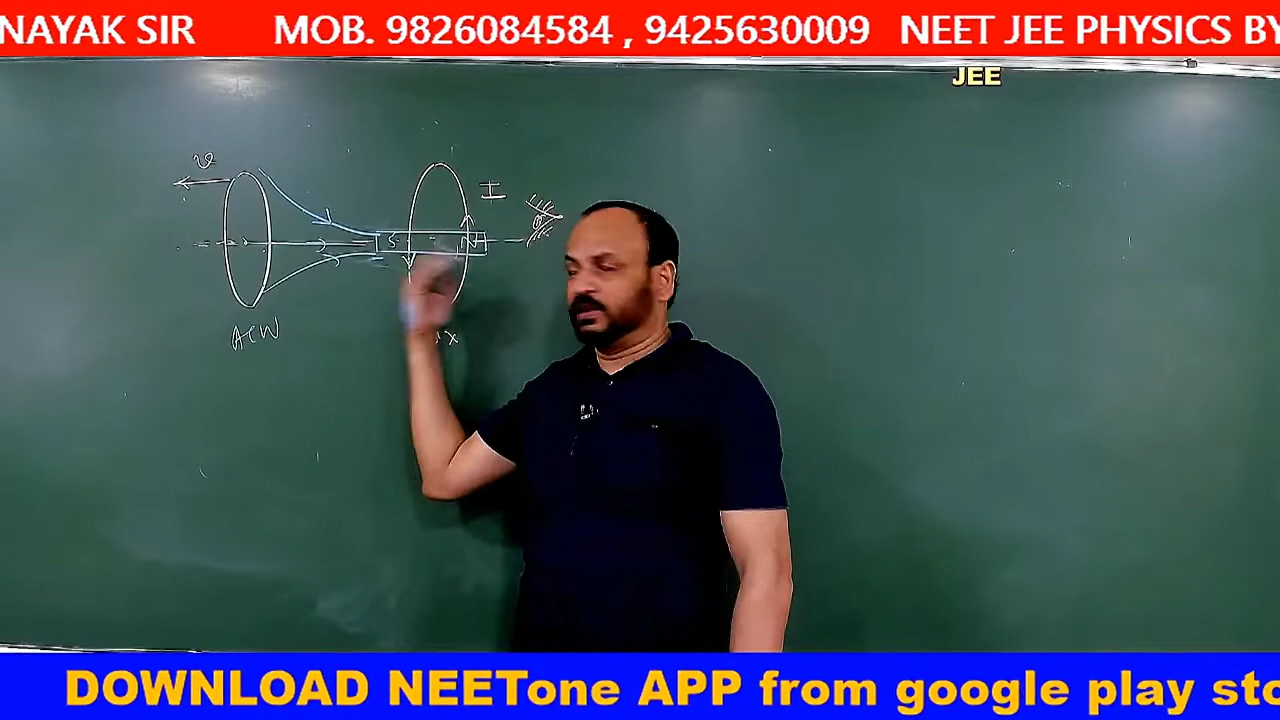 NAYAK SIR MOB. 9826084584 , 9425630009 NEET JEE PHYSICS BY
JEE
v
I
S N
ACW
DOWNLOAD NEETone APP from google play sto